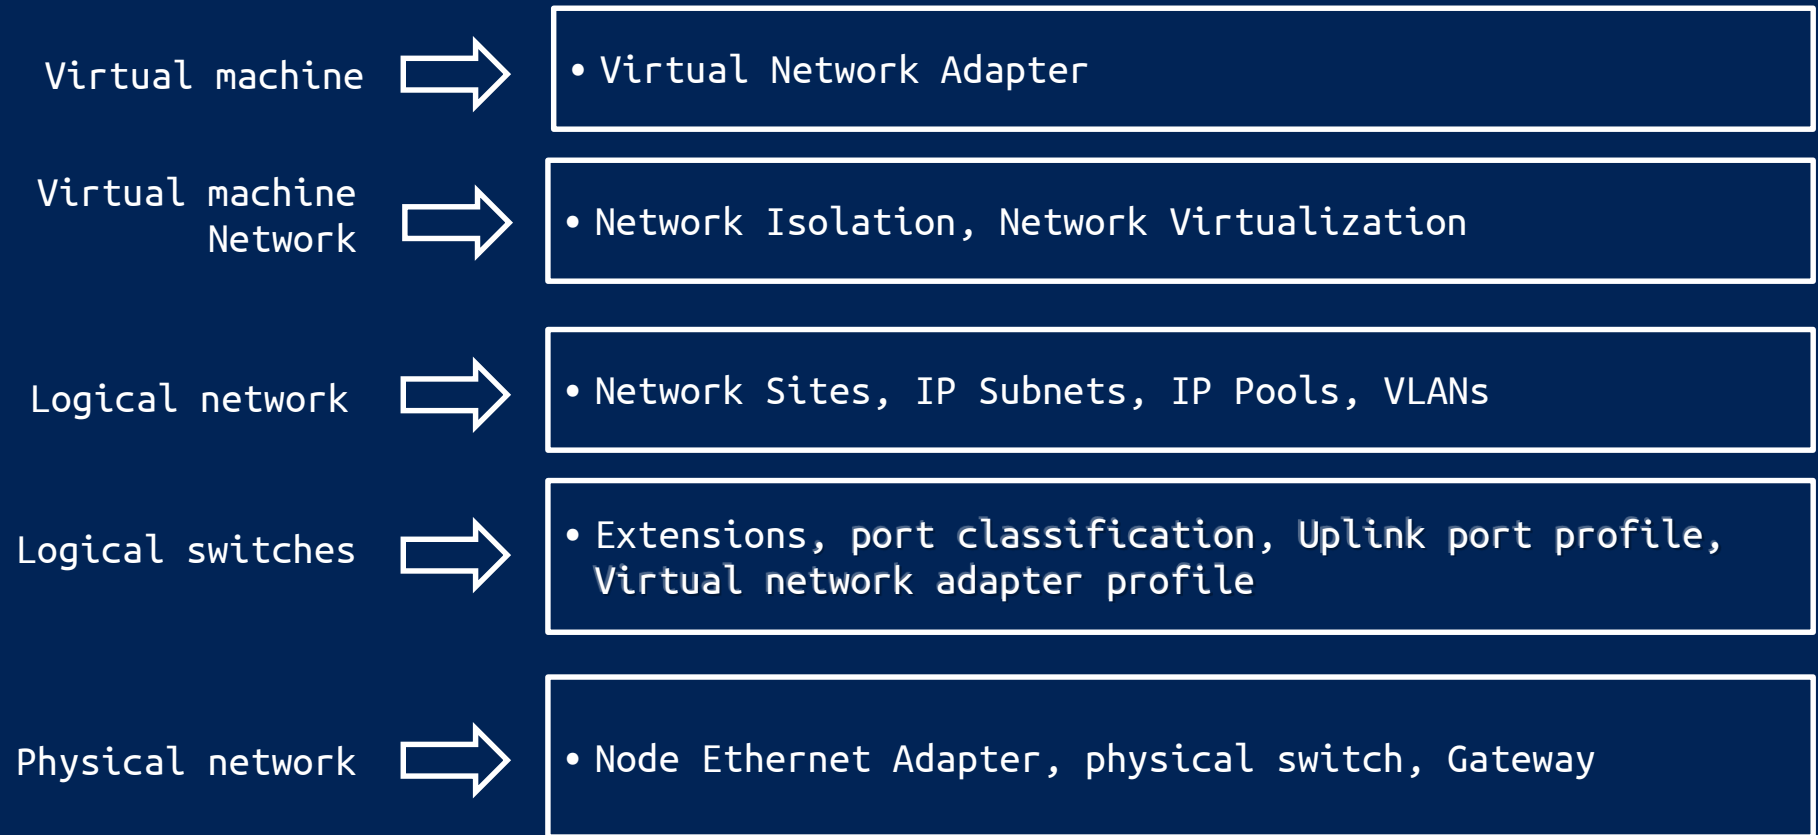 Virtual machine
• Virtual Network Adapter
Virtual machine
Network
• Network Isolation, Network Virtualization
Logical network
• Network Sites, IP Subnets, IP Pools, VLANs
Logical switches
• Extensions, port classification, Uplink port profile,
Virtual network adapter profile
Physical network
• Node Ethernet Adapter, physical switch, Gateway